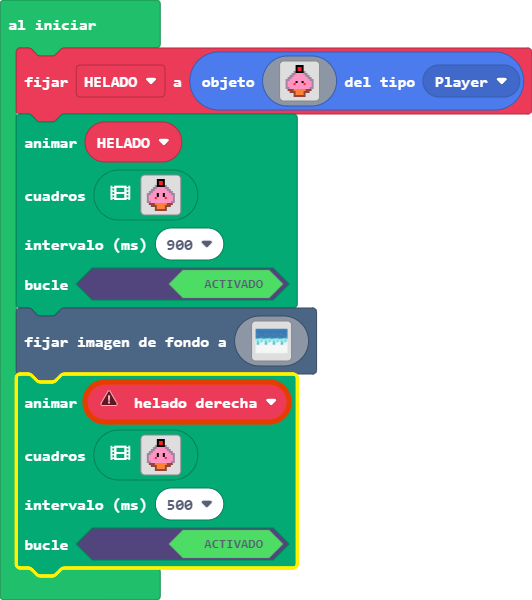 al iniciar
fijar HELADO a objeto del tipo Player
animar HELADO
cuadros
intervalo (ms) 900
bucle ACTIVADO
fijar imagen de fondo a
animar helado derecha
cuadros
intervalo (ms) 500
bucle ACTIVADO